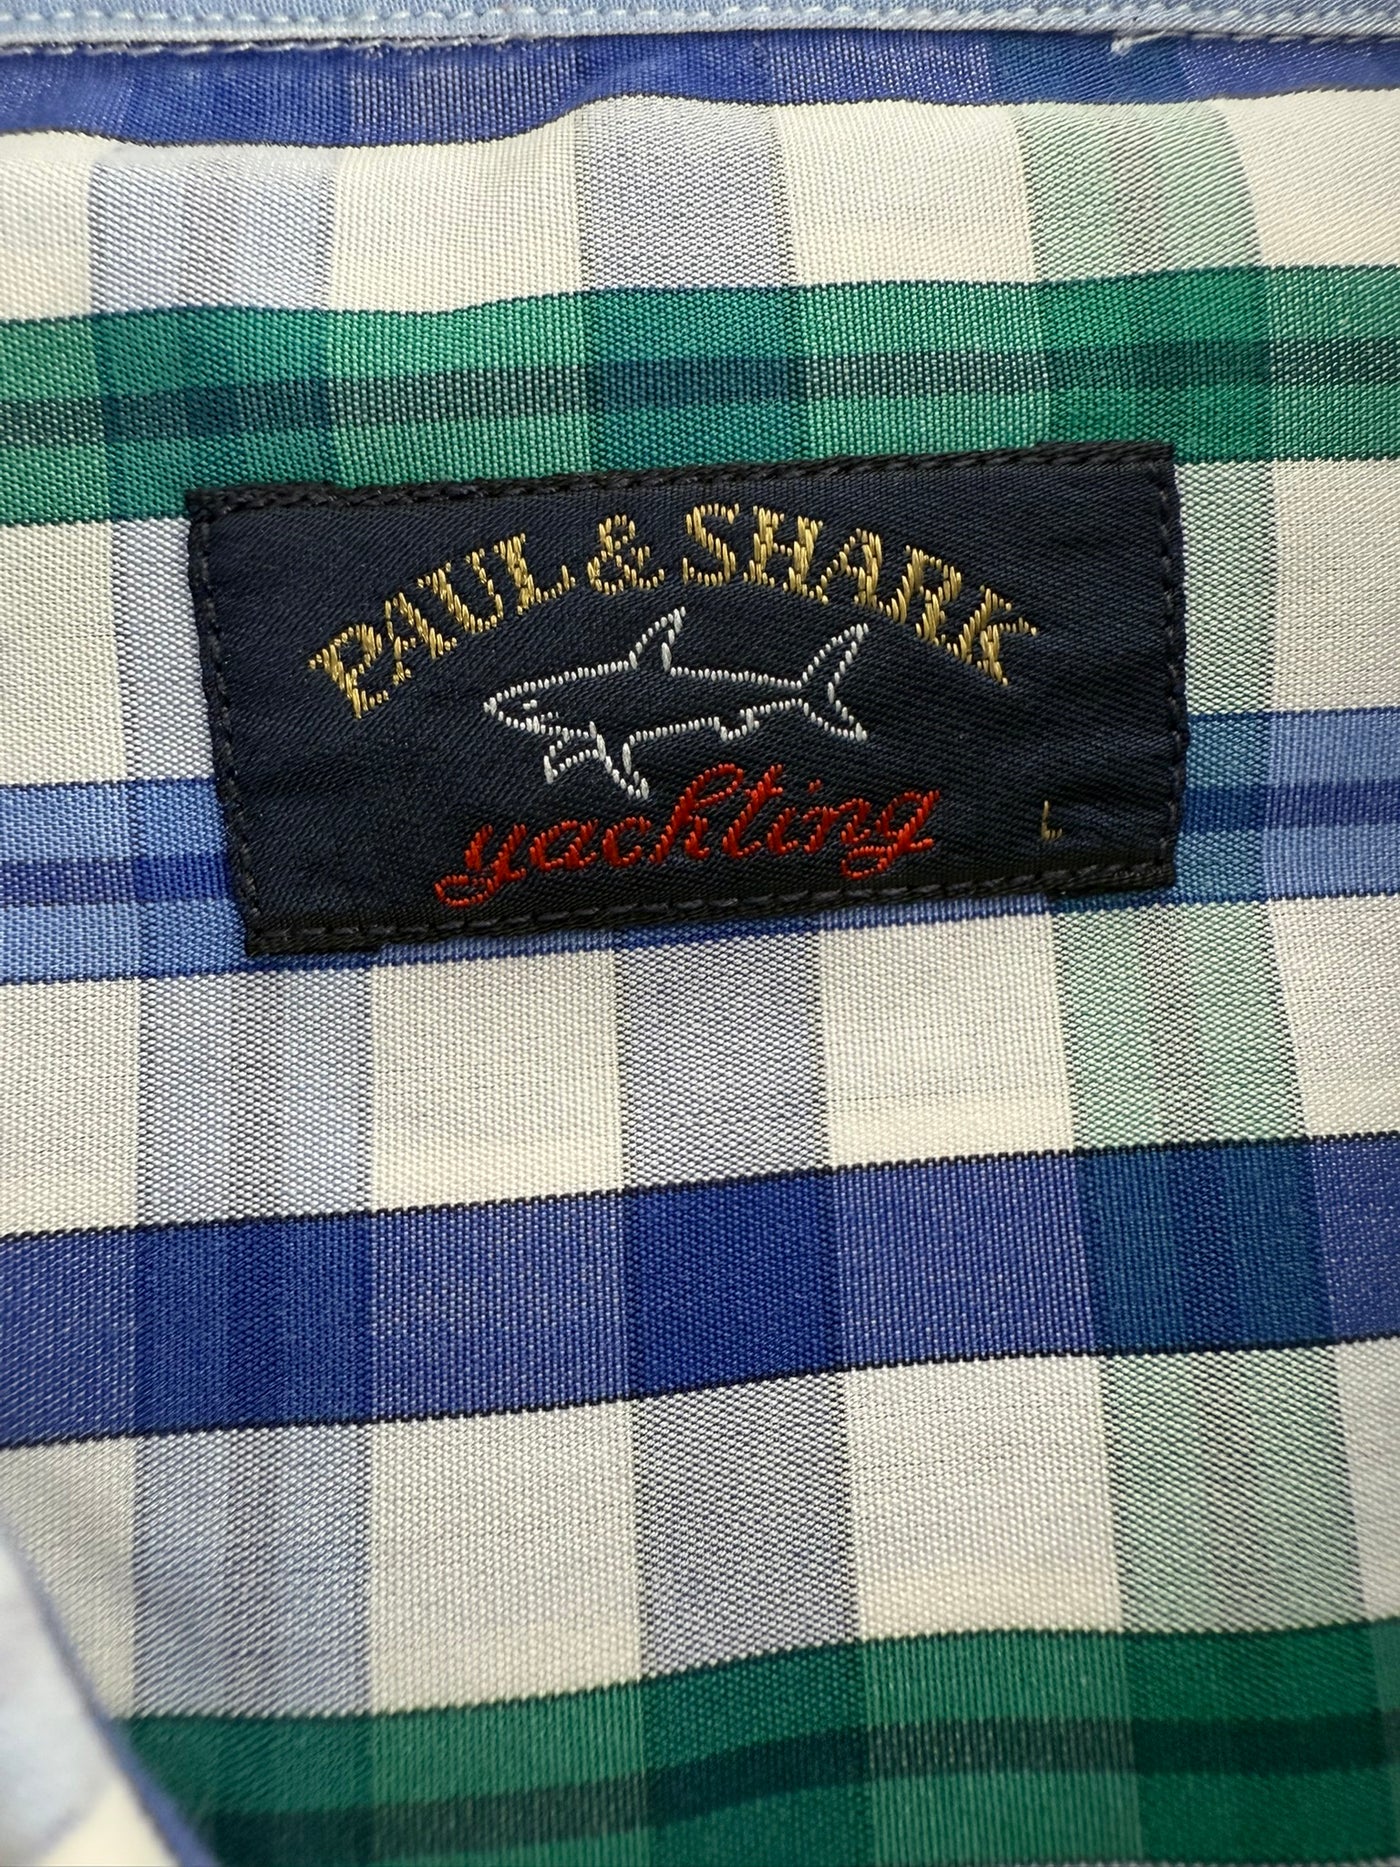 PAUL & SHARK
yachting
L